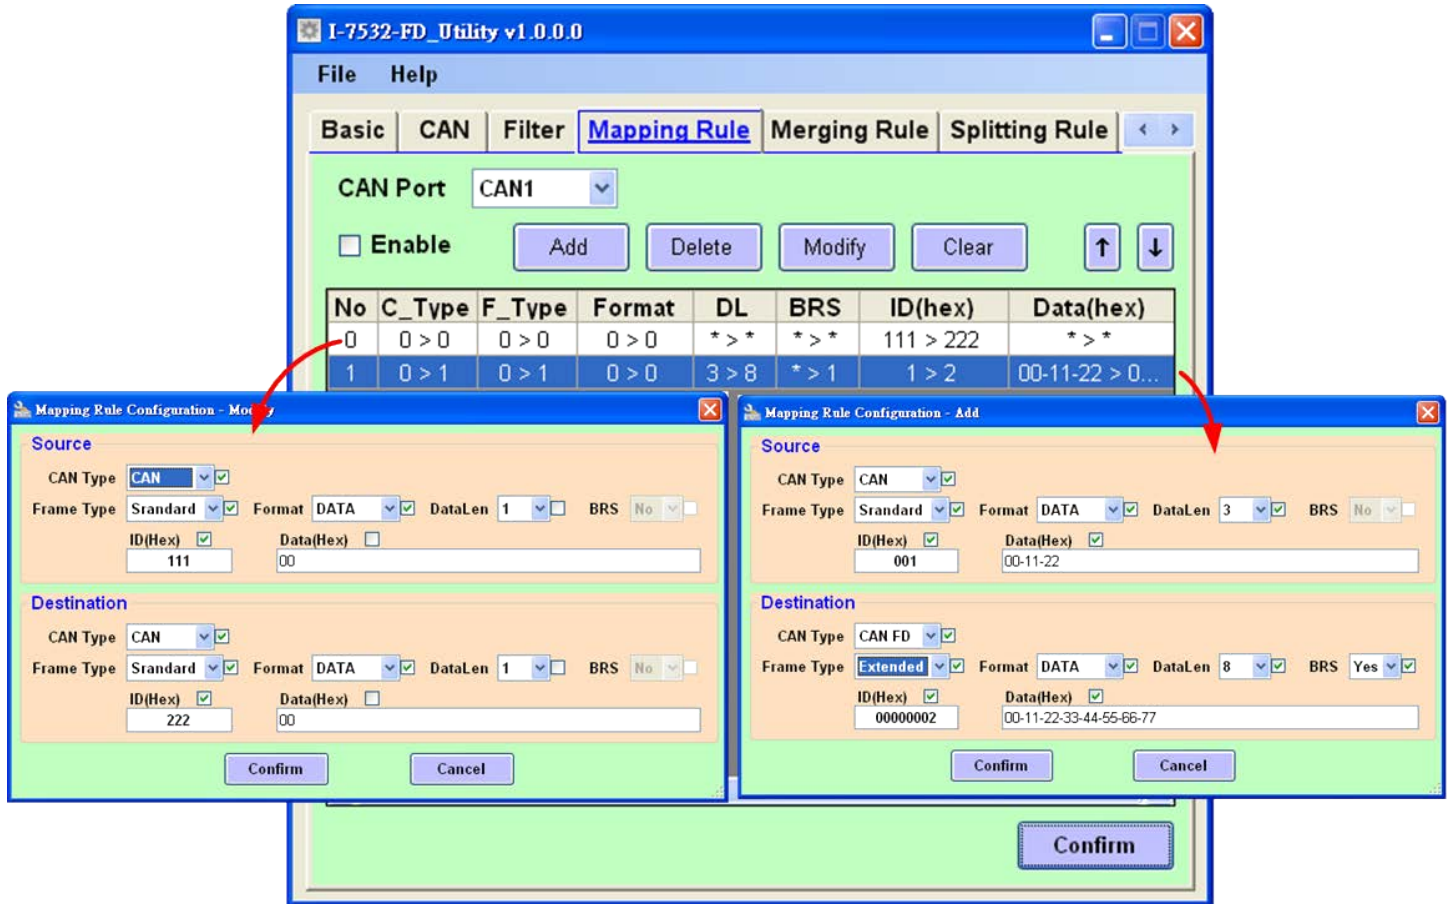 I-7532-FD_Utility v1.0.0.0
File Help
Basic CAN Filter Mapping Rule Merging Rule Splitting Rule
CAN Port CAN1
Enable Add Delete Modify Clear ↑ ↓
No C_Type F_Type Format DL BRS ID(hex) Data(hex)
0 0 > 0 0 > 0 0 > 0 * > * * > * 111 > 222 * > *
1 0 > 1 0 > 1 0 > 0 3 > 8 * > 1 1 > 2 00-11-22 > 0...
Mapping Rule Configuration - Modify
Source
CAN Type CAN
Frame Type Srandard Format DATA DataLen 1 BRS No
ID(Hex) Data(Hex)
111 00
Destination
CAN Type CAN
Frame Type Srandard Format DATA DataLen 1 BRS No
ID(Hex) Data(Hex)
222 00
Confirm Cancel
Mapping Rule Configuration - Add
Source
CAN Type CAN
Frame Type Srandard Format DATA DataLen 3 BRS No
ID(Hex) Data(Hex)
001 00-11-22
Destination
CAN Type CAN FD
Frame Type Extended Format DATA DataLen 8 BRS Yes
ID(Hex) Data(Hex)
00000002 00-11-22-33-44-55-66-77
Confirm Cancel
Confirm